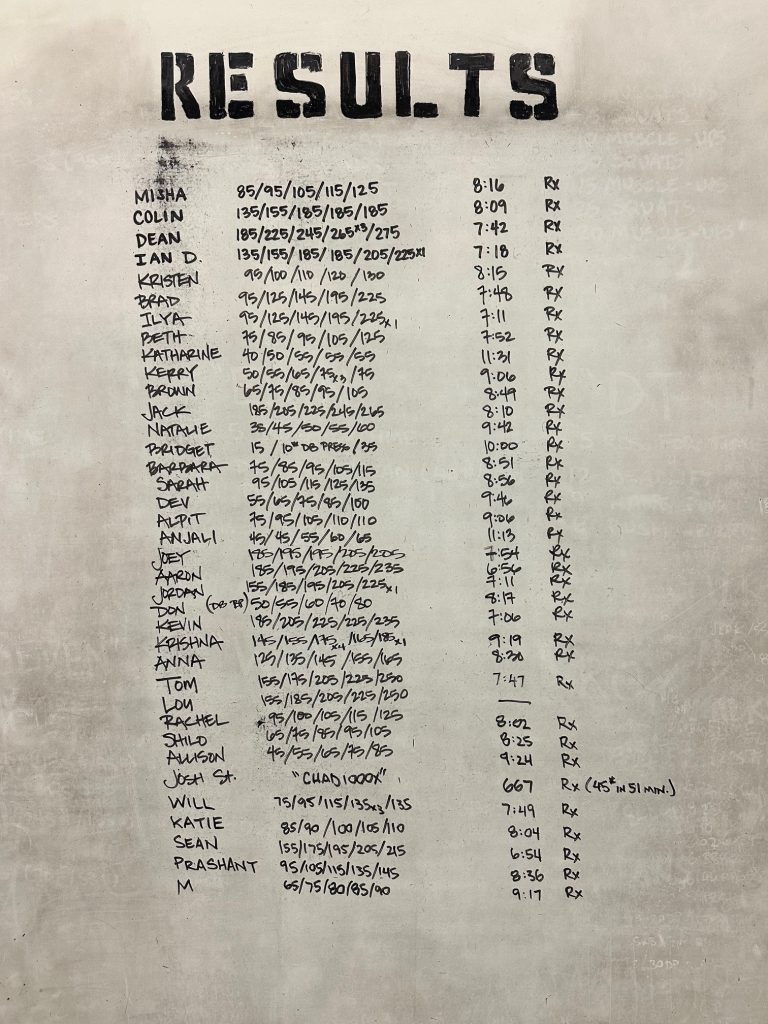 RESULTS
MISHA 85/95/105/115/125 8:16 Rx
COLIN 135/155/185/185/185 8:09 Rx
DEAN 185/225/245/265x3/275 7:42 Rx
IAN D. 135/155/185/185/205/225x1 7:18 Rx
KRISTEN 95/100/110/120/130 8:15 Rx
BRAD 95/125/145/195/225 7:48 Rx
ILYA 95/125/145/195/225x1 7:11 Rx
BETH 75/85/95/105/125 7:52 Rx
KATHARINE 40/50/55/55/55 11:31 Rx
KERRY 50/55/65/75x3/75 9:06 Rx
BROWN 65/75/85/95/105 8:49 Rx
JACK 185/205/225/245/265 8:10 Rx
NATALIE 35/45/50/55/60 9:42 Rx
BRIDGET 15/10# DB PRESS/35 10:00 Rx
BARBARA 75/85/95/105/115 8:51 Rx
SARAH 95/105/115/125/135 8:56 Rx
DEV 55/65/75/85/100 9:46 Rx
ALPIT 75/95/105/110/110 9:06 Rx
ANJALI 45/45/55/60/65 11:13 Rx
JOEY 185/195/195/205/205 7:54 Rx
AARON 185/195/205/225/235 6:56 Rx
JORDAN 155/185/195/205/225x1 7:11 Rx
DON (DB BP) 50/55/60/70/80 8:17 Rx
KEVIN 185/205/225/225/235 7:06 Rx
KRISHNA 145/155/175x4/165/185x1 9:19 Rx
ANNA 125/135/145/155/165 8:30 Rx
TOM 155/175/205/225/250 7:47 Rx
LOU 155/185/205/225/250 —
RACHEL 95/100/105/115/125 8:02 Rx
SHILO 65/75/85/95/105 8:25 Rx
ALLISON 45/55/65/75/85 9:24 Rx
JOSH St. "CHAD1000X" 667 Rx (45# IN 51 MIN.)
WILL 75/95/115/135x3/135 7:49 Rx
KATIE 85/90/100/105/110 8:04 Rx
SEAN 155/175/195/205/215 6:54 Rx
PRASHANT 95/105/115/135/145 8:36 Rx
M 65/75/80/85/90 9:17 Rx